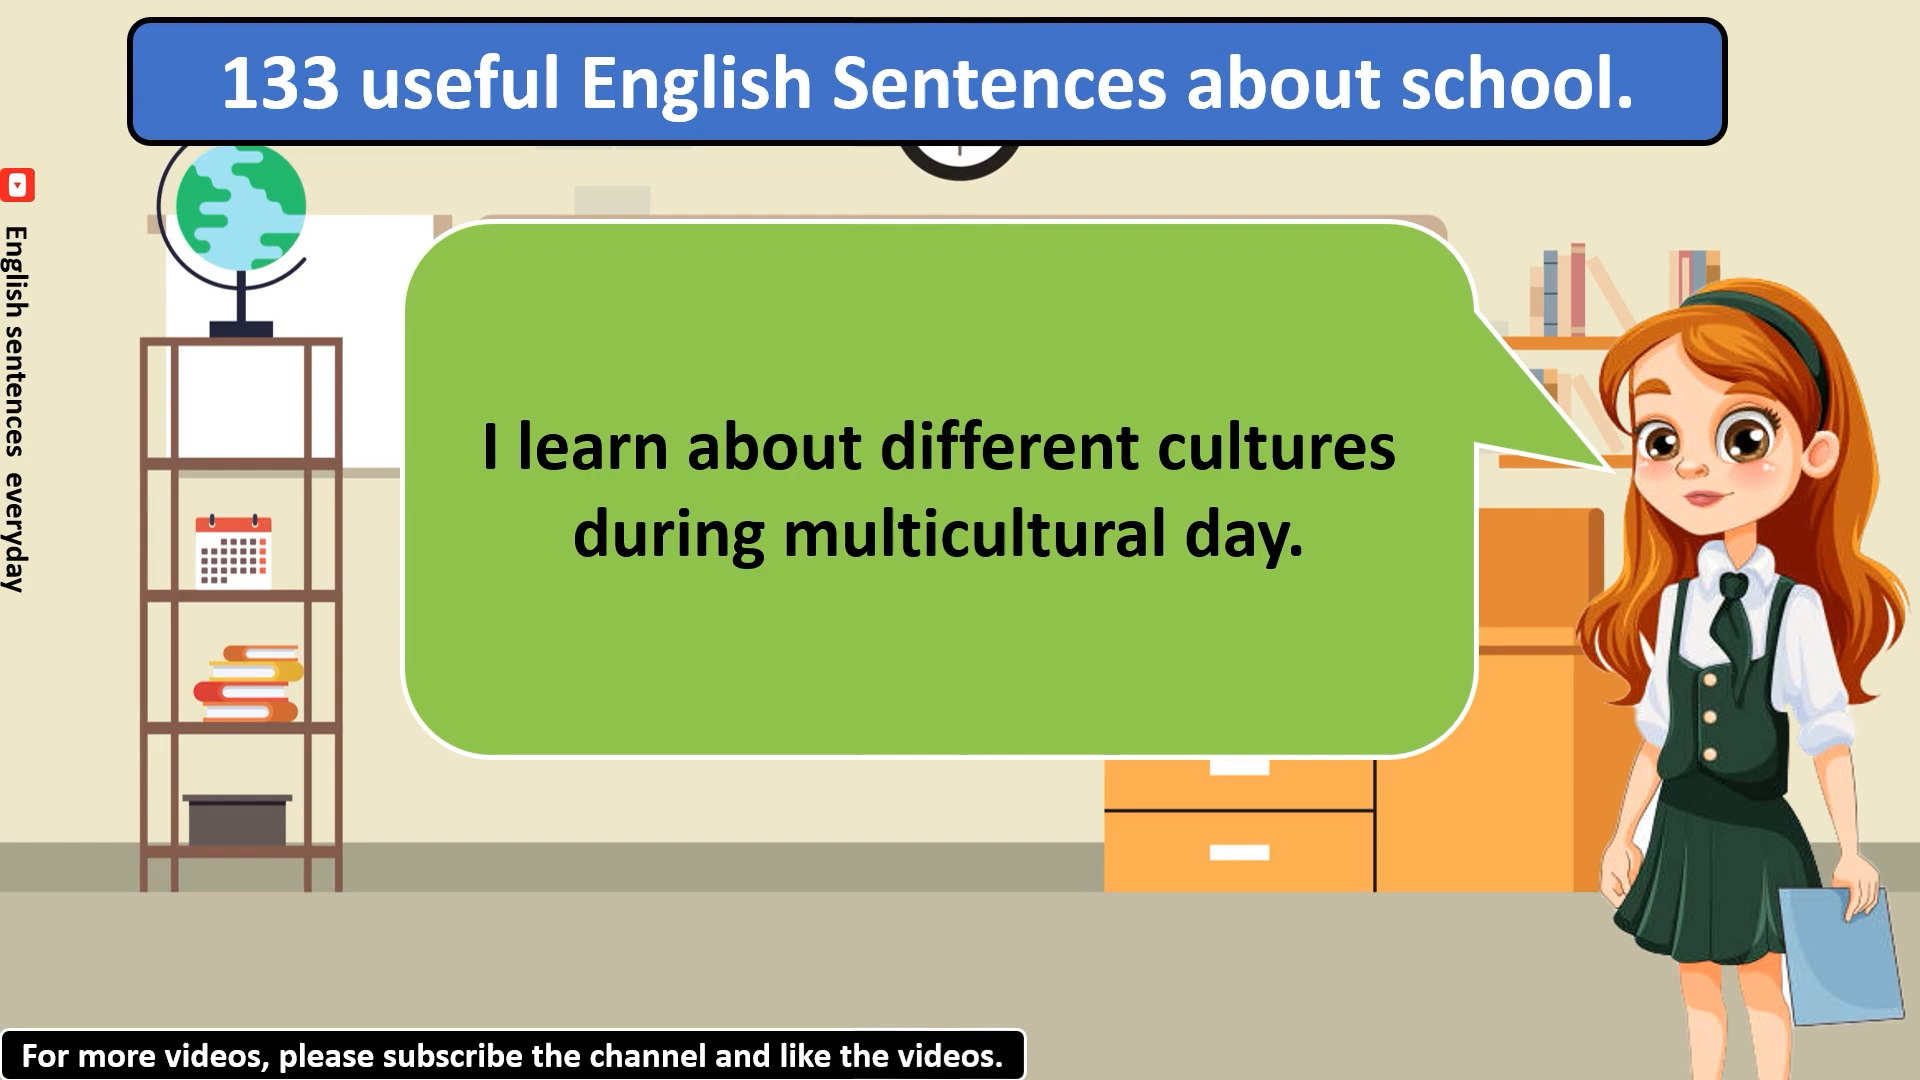 133 useful English Sentences about school.
English sentences everyday
I learn about different cultures
during multicultural day.
For more videos, please subscribe the channel and like the videos.